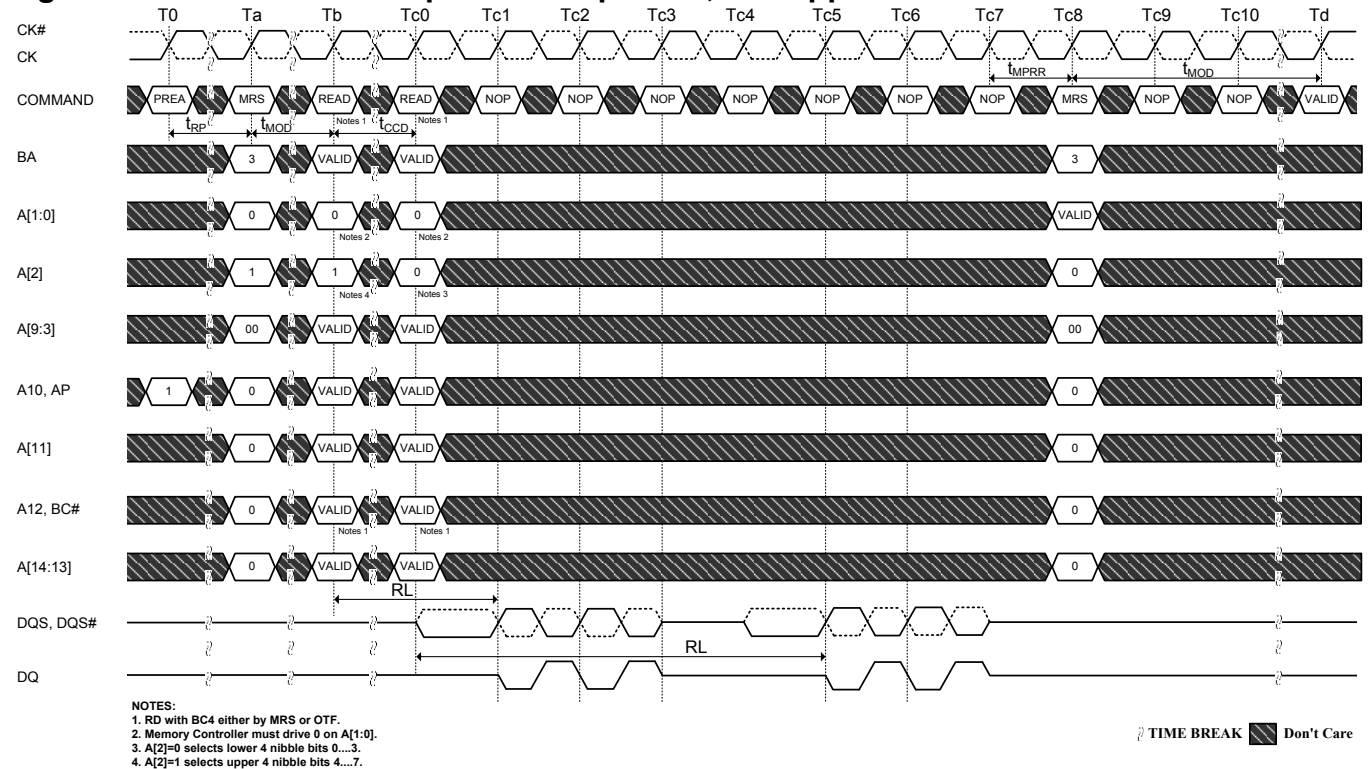 T0 Ta Tb Tc0 Tc1 Tc2 Tc3 Tc4 Tc5 Tc6 Tc7 Tc8 Tc9 Tc10 Td
CK#
CK
tMPRR tMOD
COMMAND PREA MRS READ READ NOP NOP NOP NOP NOP NOP NOP MRS NOP NOP VALID
Notes 1 Notes 1
tRP tMOD tCCD
BA 3 VALID VALID 3
A[1:0] 0 0 0 VALID
Notes 2 Notes 2
A[2] 1 1 0 0
Notes 4 Notes 3
A[9:3] 00 VALID VALID 00
A10, AP 1 0 VALID VALID 0
A[11] 0 VALID VALID 0
A12, BC# 0 VALID VALID 0
Notes 1 Notes 1
A[14:13] 0 VALID VALID 0
RL
DQS, DQS#
RL
DQ
NOTES:
1. RD with BC4 either by MRS or OTF.
2. Memory Controller must drive 0 on A[1:0].
3. A[2]=0 selects lower 4 nibble bits 0....3.
4. A[2]=1 selects upper 4 nibble bits 4....7.
TIME BREAK Don't Care